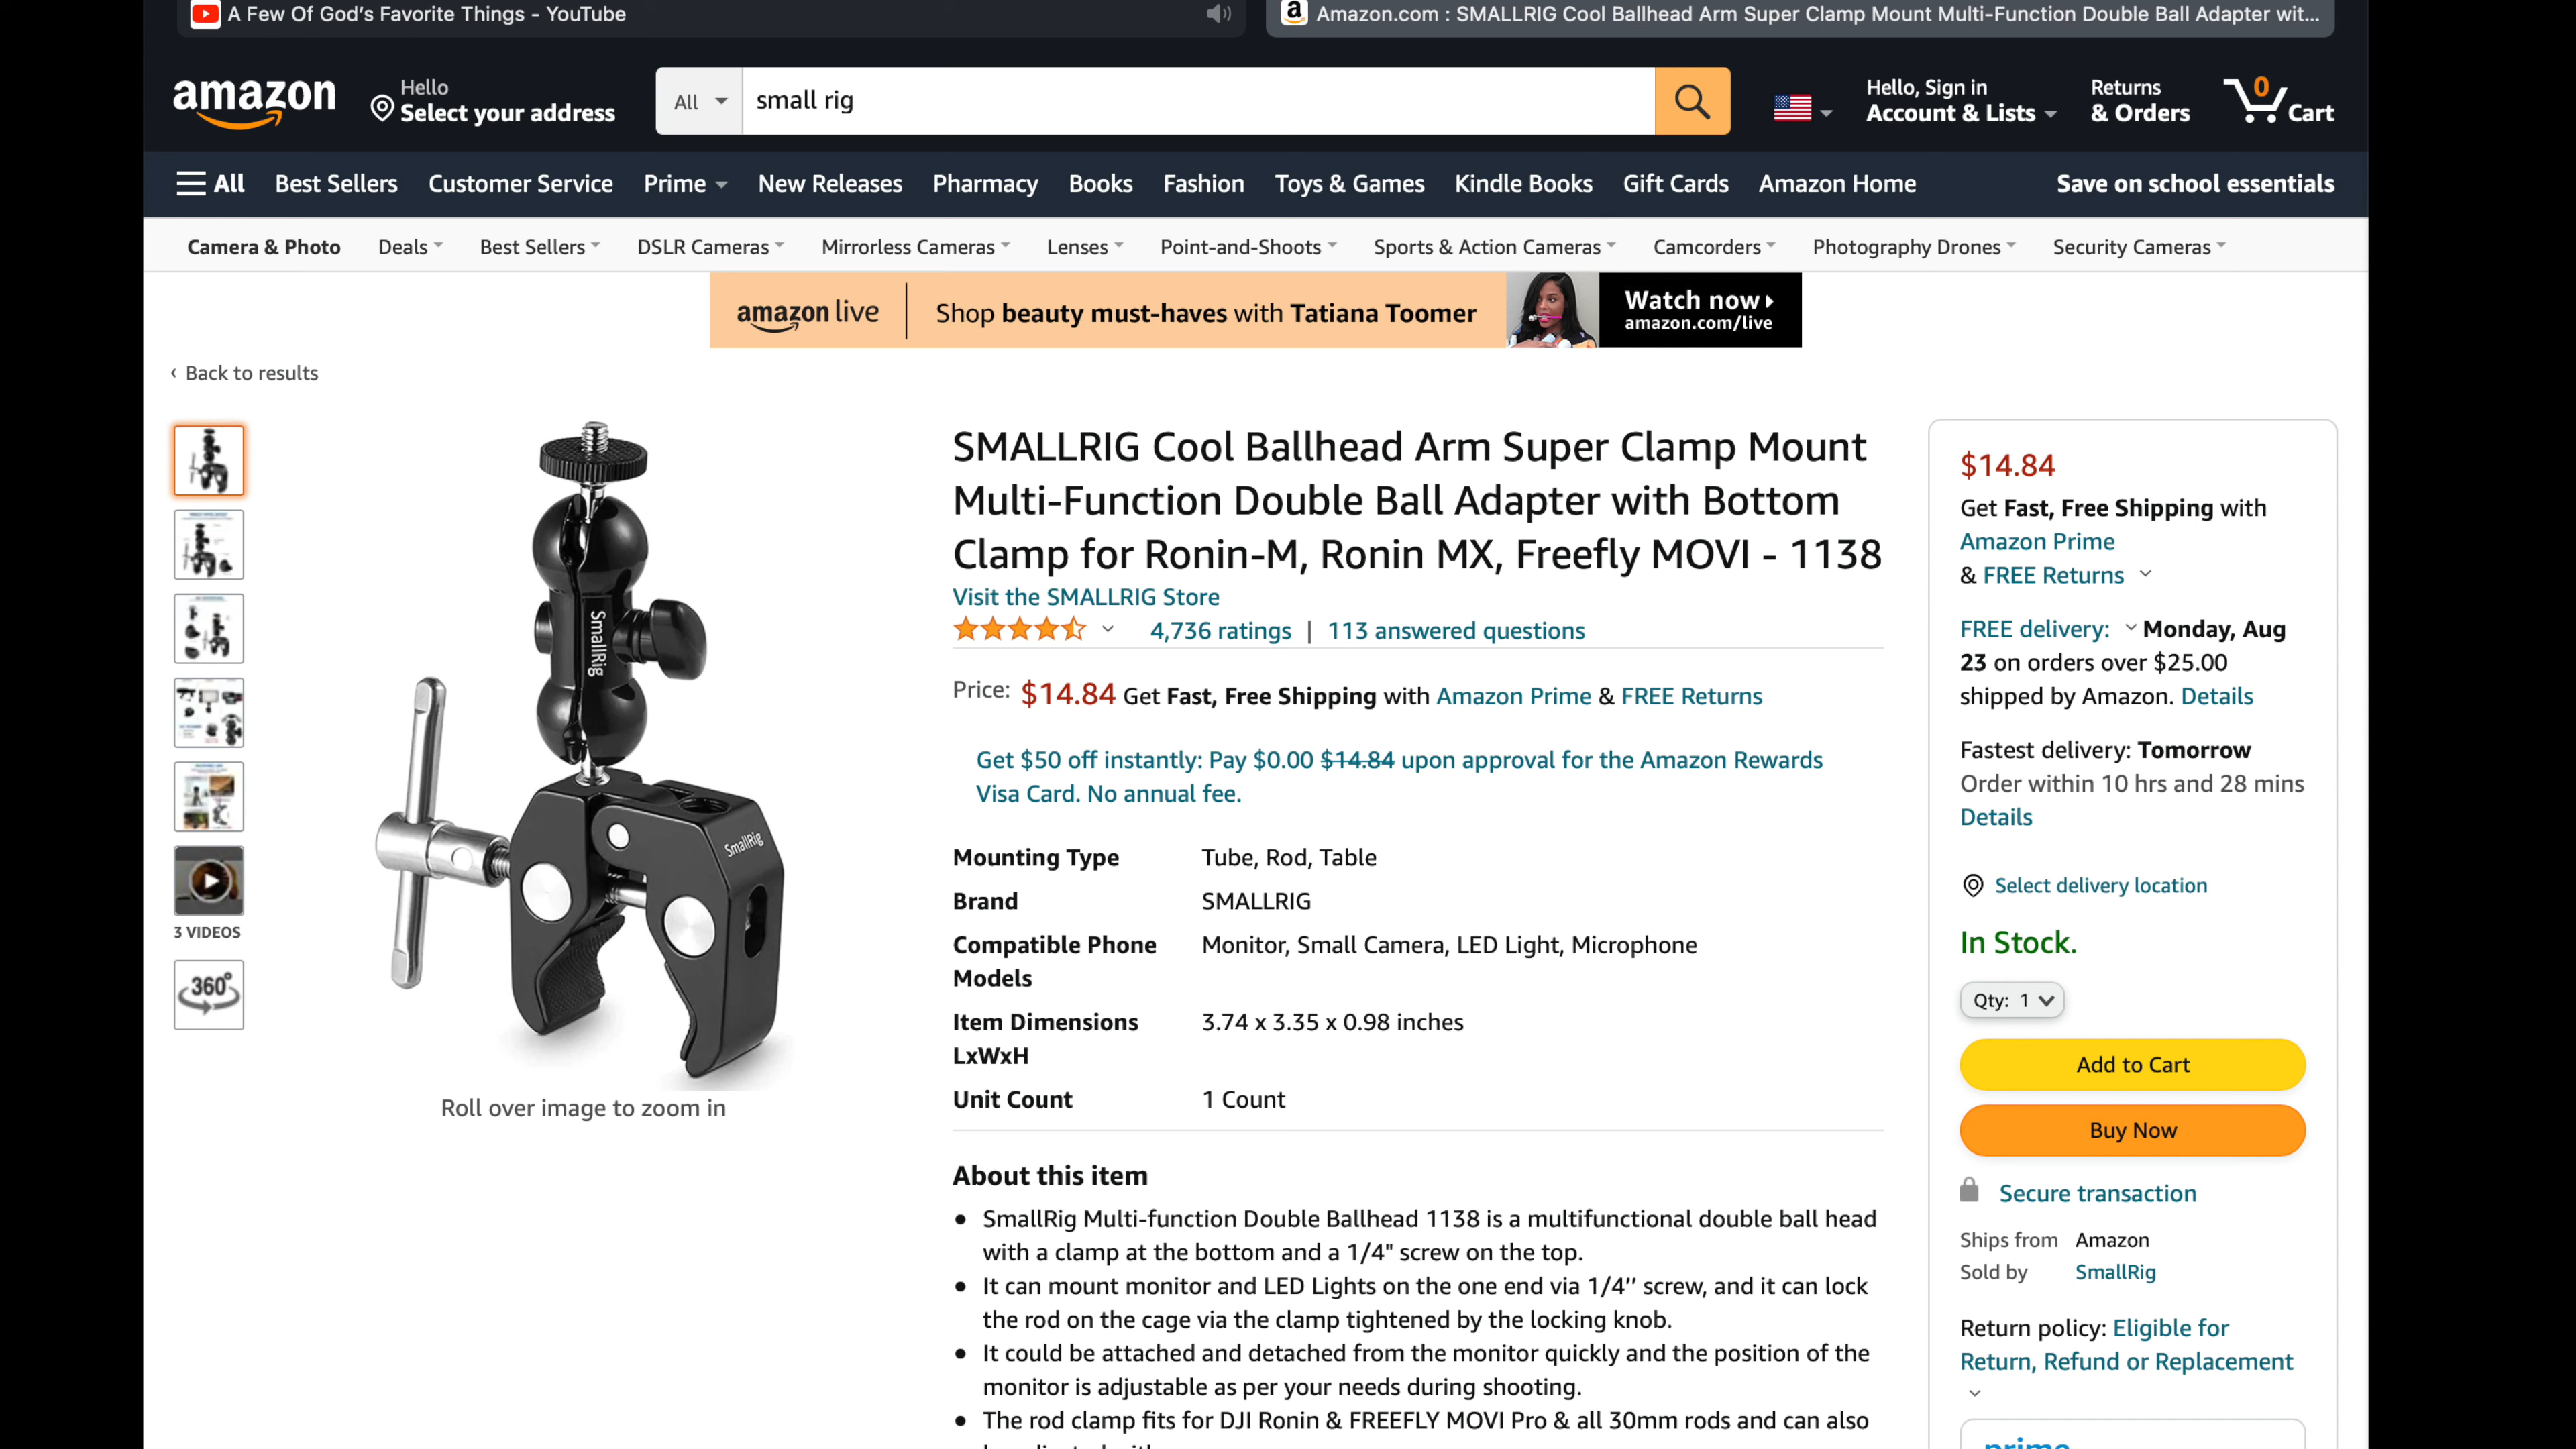 A Few Of God's Favorite Things - YouTube
Amazon.com : SMALLRIG Cool Ballhead Arm Super Clamp Mount Multi-Function Double Ball Adapter wit...
amazon
Hello
Select your address
All
small rig
Hello, Sign in
Account & Lists
Returns
& Orders
0
Cart
All
Best Sellers
Customer Service
Prime
New Releases
Pharmacy
Books
Fashion
Toys & Games
Kindle Books
Gift Cards
Amazon Home
Save on school essentials
Camera & Photo
Deals
Best Sellers
DSLR Cameras
Mirrorless Cameras
Lenses
Point-and-Shoots
Sports & Action Cameras
Camcorders
Photography Drones
Security Cameras
amazon live
Shop beauty must-haves with Tatiana Toomer
Watch now
amazon.com/live
‹ Back to results
3 VIDEOS
360°
SmallRig
SmallRig
Roll over image to zoom in
SMALLRIG Cool Ballhead Arm Super Clamp Mount
Multi-Function Double Ball Adapter with Bottom
Clamp for Ronin-M, Ronin MX, Freefly MOVI - 1138
Visit the SMALLRIG Store
4,736 ratings | 113 answered questions
Price: $14.84 Get Fast, Free Shipping with Amazon Prime & FREE Returns
Get $50 off instantly: Pay $0.00 $14.84 upon approval for the Amazon Rewards
Visa Card. No annual fee.
Mounting Type Tube, Rod, Table
Brand SMALLRIG
Compatible Phone Monitor, Small Camera, LED Light, Microphone
Models
Item Dimensions 3.74 x 3.35 x 0.98 inches
LxWxH
Unit Count 1 Count
About this item
SmallRig Multi-function Double Ballhead 1138 is a multifunctional double ball head
with a clamp at the bottom and a 1/4" screw on the top.
It can mount monitor and LED Lights on the one end via 1/4’’ screw, and it can lock
the rod on the cage via the clamp tightened by the locking knob.
It could be attached and detached from the monitor quickly and the position of the
monitor is adjustable as per your needs during shooting.
The rod clamp fits for DJI Ronin & FREEFLY MOVI Pro & all 30mm rods and can also
$14.84
Get Fast, Free Shipping with
Amazon Prime
& FREE Returns
FREE delivery: Monday, Aug
23 on orders over $25.00
shipped by Amazon. Details
Fastest delivery: Tomorrow
Order within 10 hrs and 28 mins
Details
Select delivery location
In Stock.
Qty: 1
Add to Cart
Buy Now
Secure transaction
Ships from Amazon
Sold by SmallRig
Return policy: Eligible for
Return, Refund or Replacement